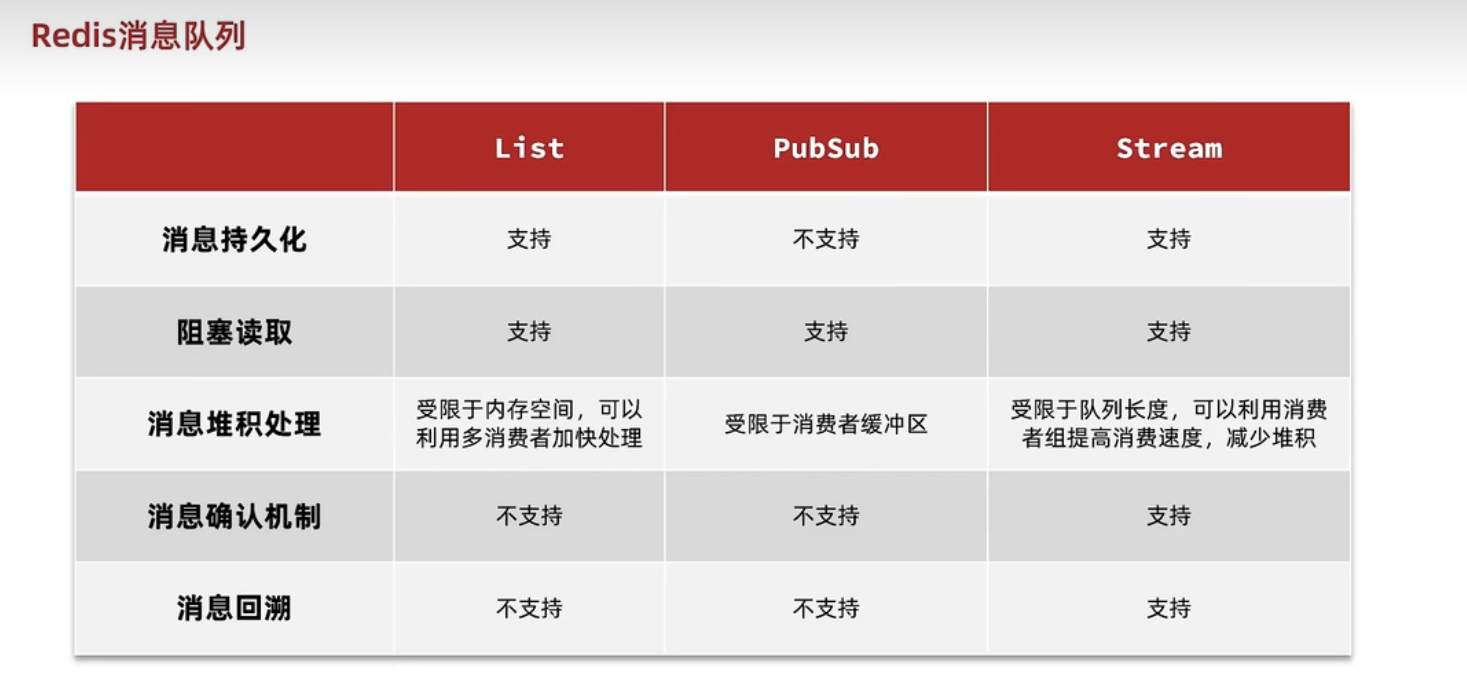 Redis消息队列
List PubSub Stream
消息持久化 支持 不支持 支持
阻塞读取 支持 支持 支持
消息堆积处理
受限于内存空间，可以
利用多消费者加快处理
受限于消费者缓冲区
受限于队列长度，可以利用消费
者组提高消费速度，减少堆积
消息确认机制 不支持 不支持 支持
消息回溯 不支持 不支持 支持